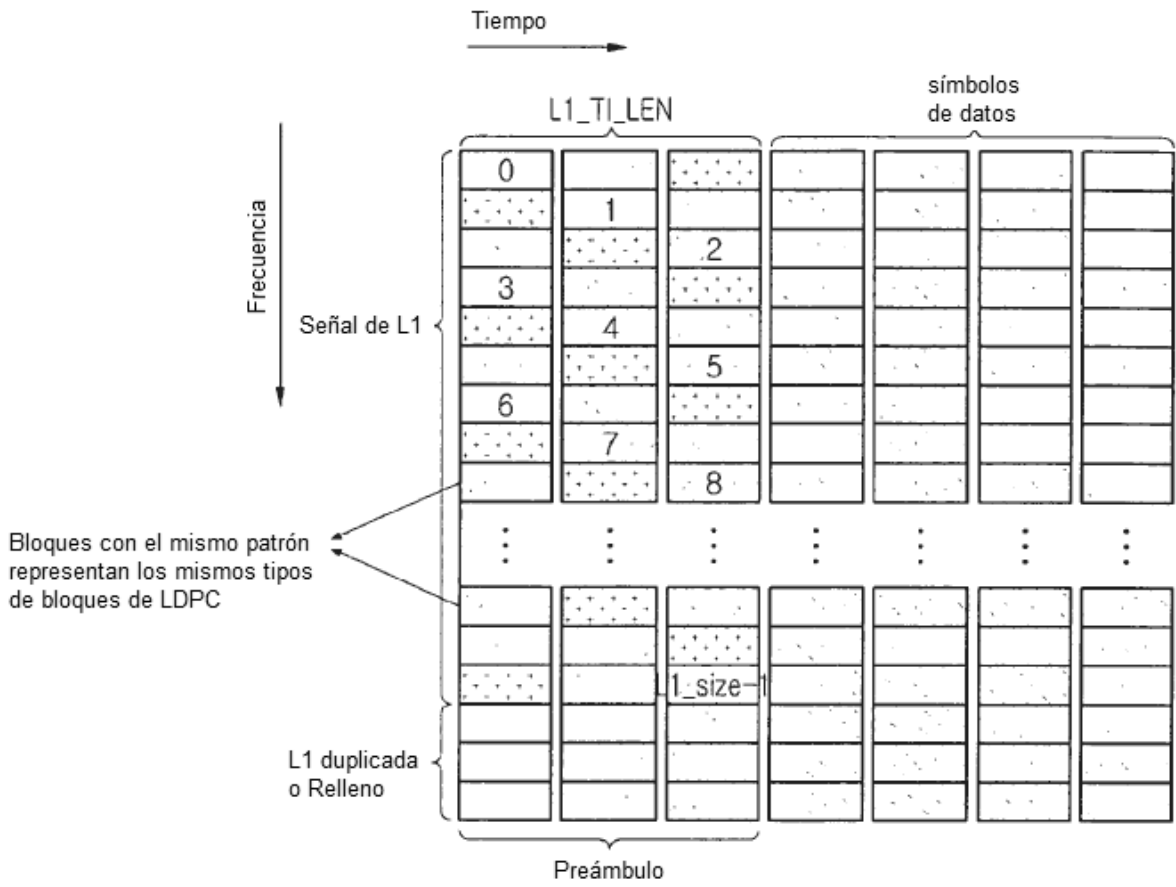 Tiempo
L1_TI_LEN
símbolos
de datos
Frecuencia
Señal de L1
0
1
2
3
4
5
6
7
8
Bloques con el mismo patrón
representan los mismos tipos
de bloques de LDPC
L1_size-1
L1 duplicada
o Relleno
Preámbulo